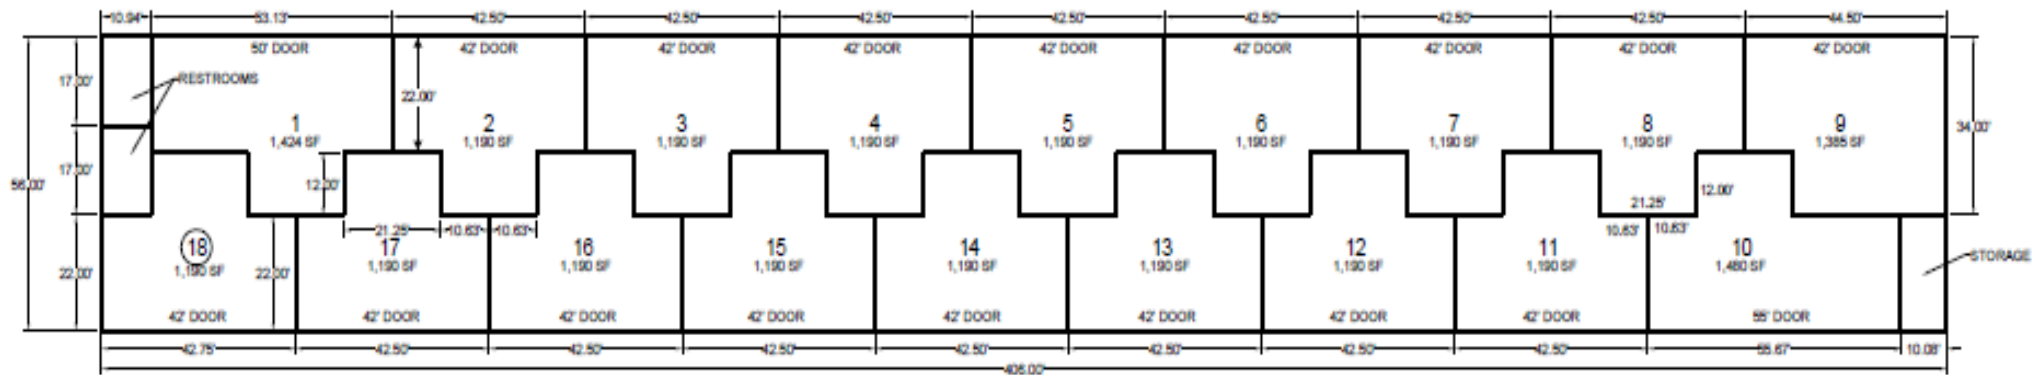 10.94' 53.13' 42.50' 42.50' 42.50' 42.50' 42.50' 42.50' 42.50' 44.50'
50' DOOR 42' DOOR 42' DOOR 42' DOOR 42' DOOR 42' DOOR 42' DOOR 42' DOOR 42' DOOR
17.00' RESTROOMS
22.00'
1 2 3 4 5 6 7 8 9
34.00'
1,424 SF 1,190 SF 1,190 SF 1,190 SF 1,190 SF 1,190 SF 1,190 SF 1,190 SF 1,385 SF
17.00'
56.00' 12.00' 12.00'
21.25'
21.25' 10.63' 10.63' 10.63' 10.63'
18 17 16 15 14 13 12 11 10
STORAGE
1,190 SF 1,190 SF 1,190 SF 1,190 SF 1,190 SF 1,190 SF 1,190 SF 1,190 SF 1,460 SF
22.00' 22.00'
42' DOOR 42' DOOR 42' DOOR 42' DOOR 42' DOOR 42' DOOR 42' DOOR 42' DOOR 55' DOOR
42.75' 42.50' 42.50' 42.50' 42.50' 42.50' 42.50' 42.50' 55.67' 10.08'